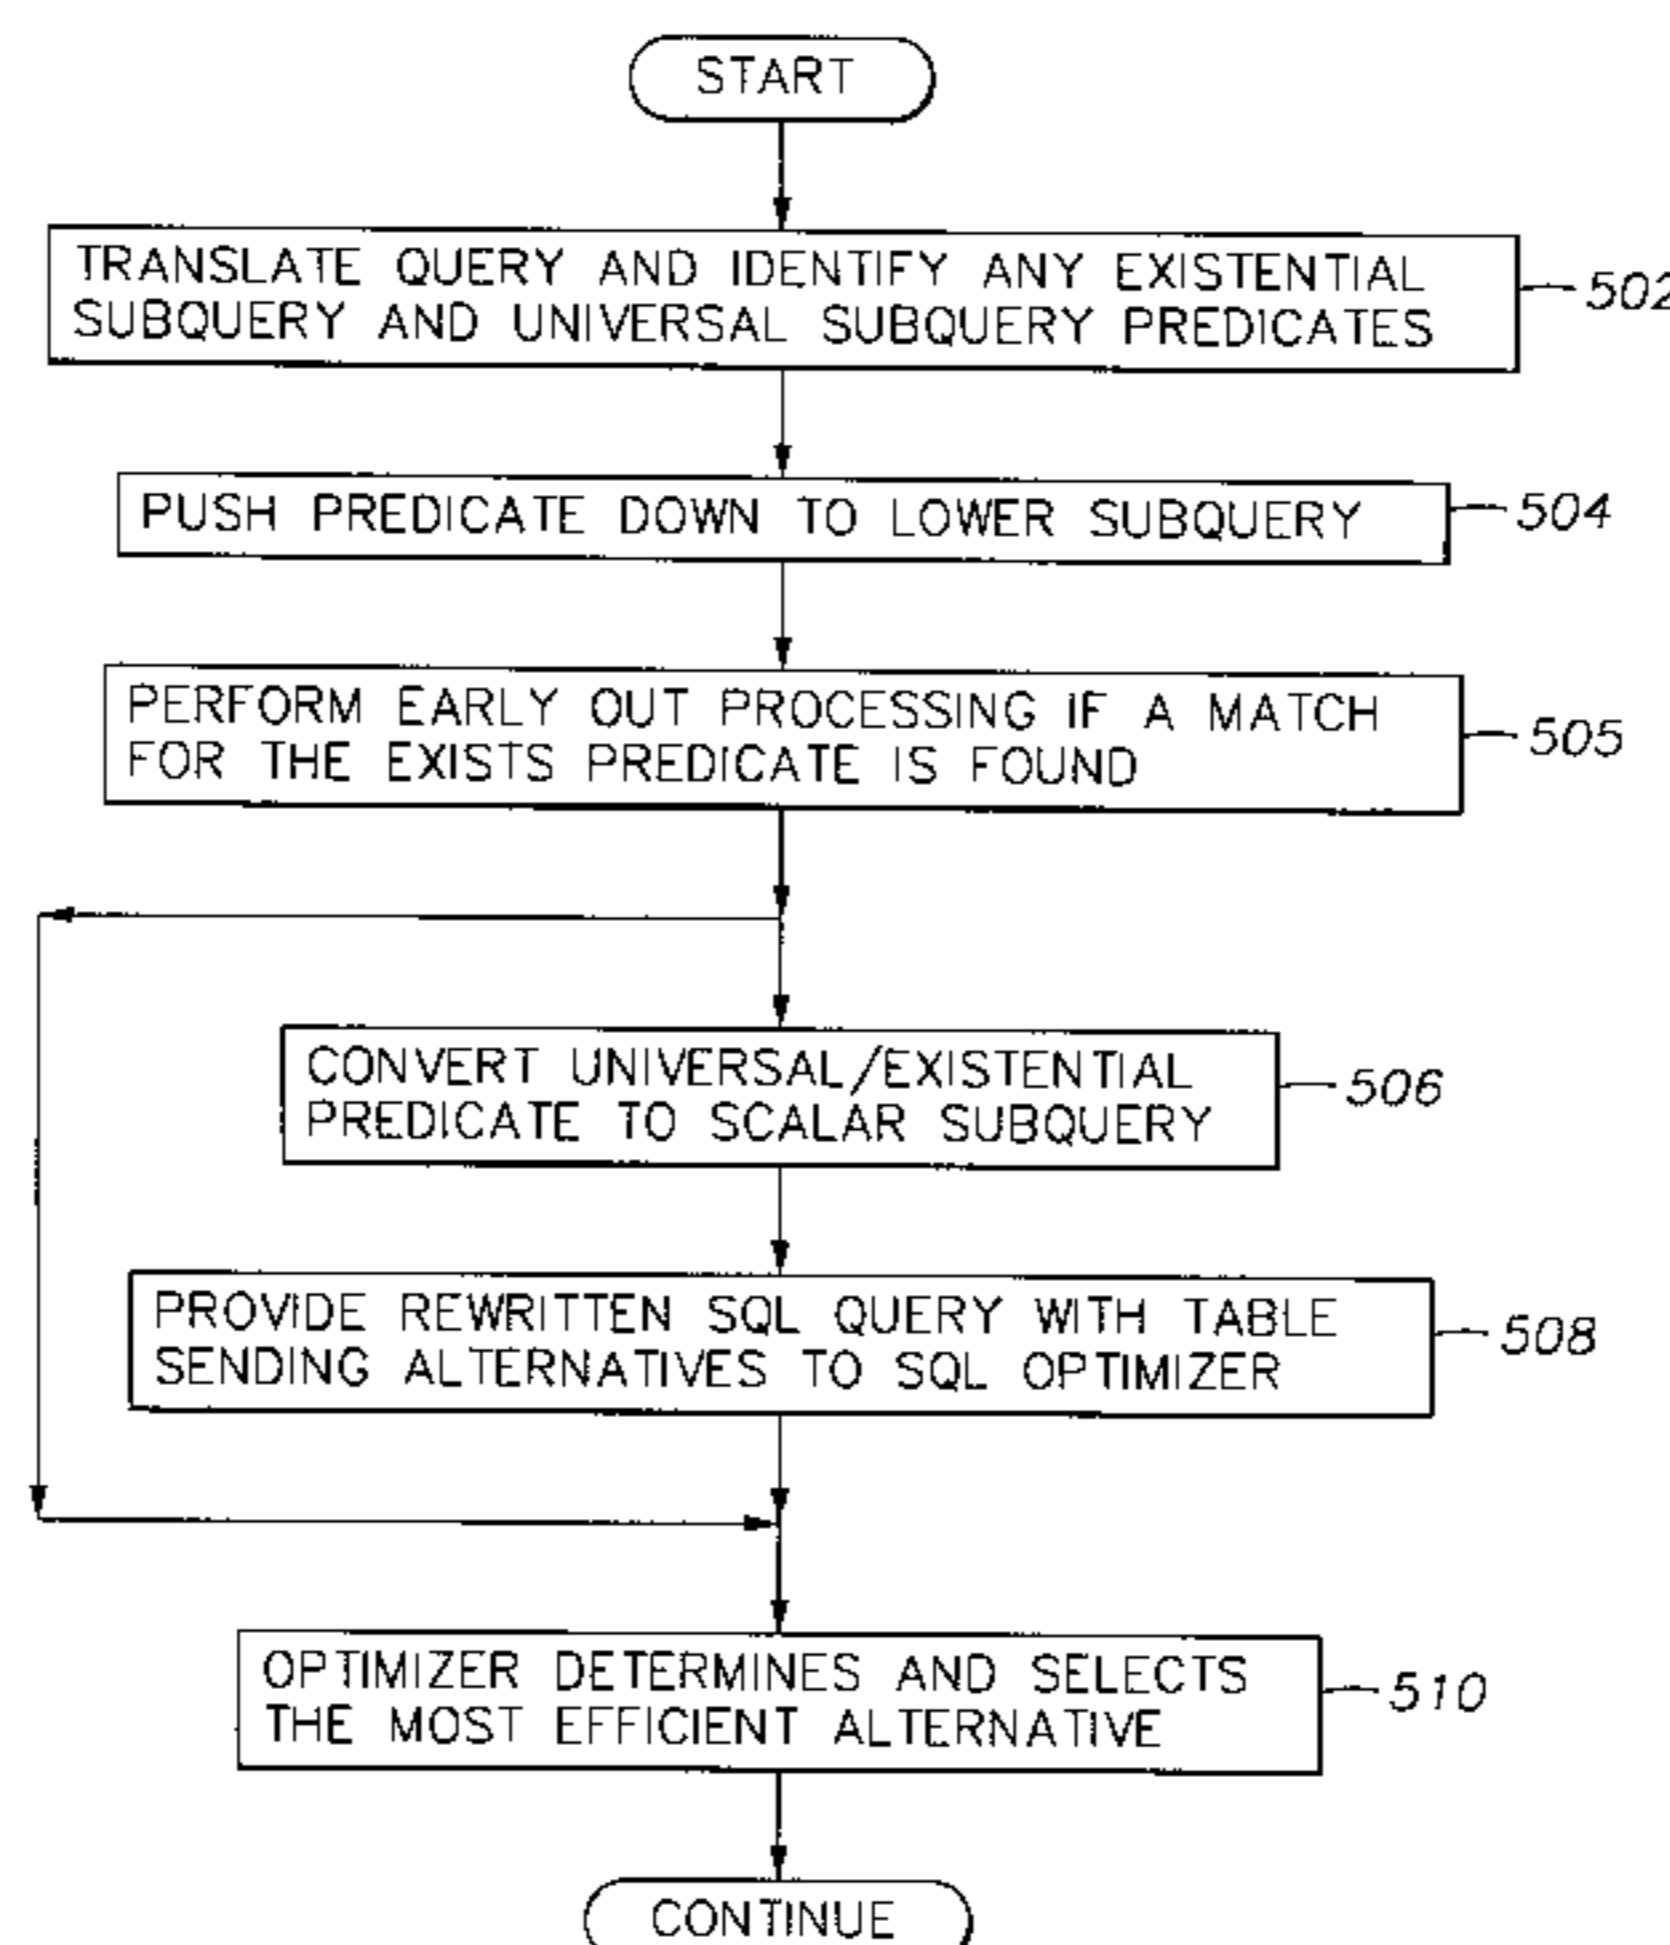 START
TRANSLATE QUERY AND IDENTIFY ANY EXISTENTIAL
SUBQUERY AND UNIVERSAL SUBQUERY PREDICATES
502
PUSH PREDICATE DOWN TO LOWER SUBQUERY
504
PERFORM EARLY OUT PROCESSING IF A MATCH
FOR THE EXISTS PREDICATE IS FOUND
505
CONVERT UNIVERSAL/EXISTENTIAL
PREDICATE TO SCALAR SUBQUERY
506
PROVIDE REWRITTEN SQL QUERY WITH TABLE
SENDING ALTERNATIVES TO SQL OPTIMIZER
508
OPTIMIZER DETERMINES AND SELECTS
THE MOST EFFICIENT ALTERNATIVE
510
CONTINUE